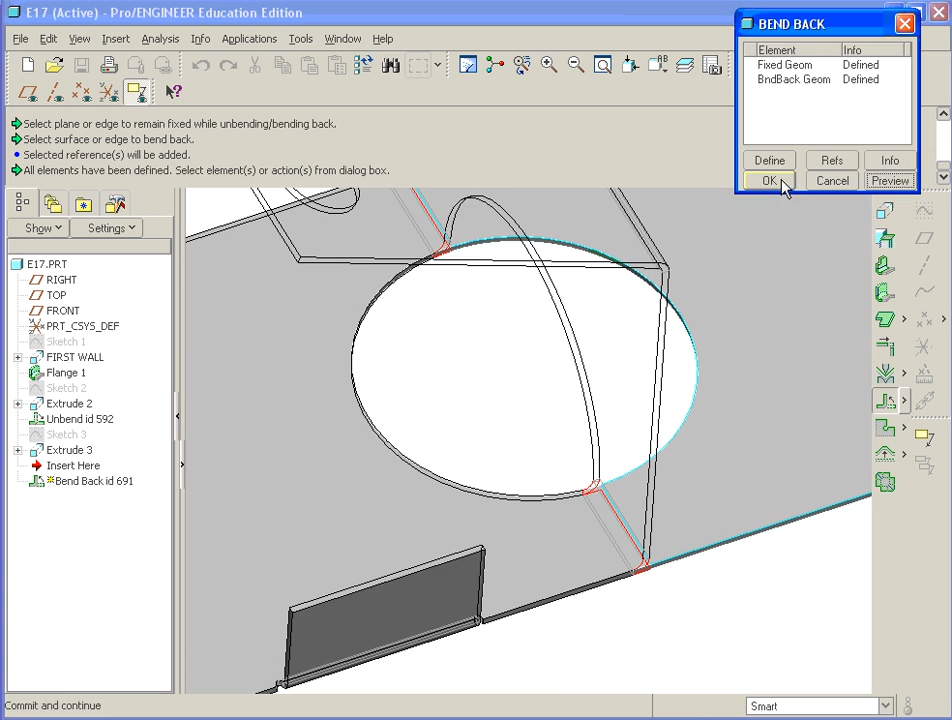 E17 (Active) - Pro/ENGINEER Education Edition
File Edit View Insert Analysis Info Applications Tools Window Help
BEND BACK
Element Info
Fixed Geom Defined
BndBack Geom Defined
Define Refs Info
OK Cancel Preview
Select plane or edge to remain fixed while unbending/bending back.
Select surface or edge to bend back.
Selected reference(s) will be added.
All elements have been defined. Select element(s) or action(s) from dialog box.
Show Settings
E17.PRT
RIGHT
TOP
FRONT
PRT_CSYS_DEF
Sketch 1
FIRST WALL
Flange 1
Sketch 2
Extrude 2
Unbend id 592
Sketch 3
Extrude 3
Insert Here
Bend Back id 691
Commit and continue
Smart